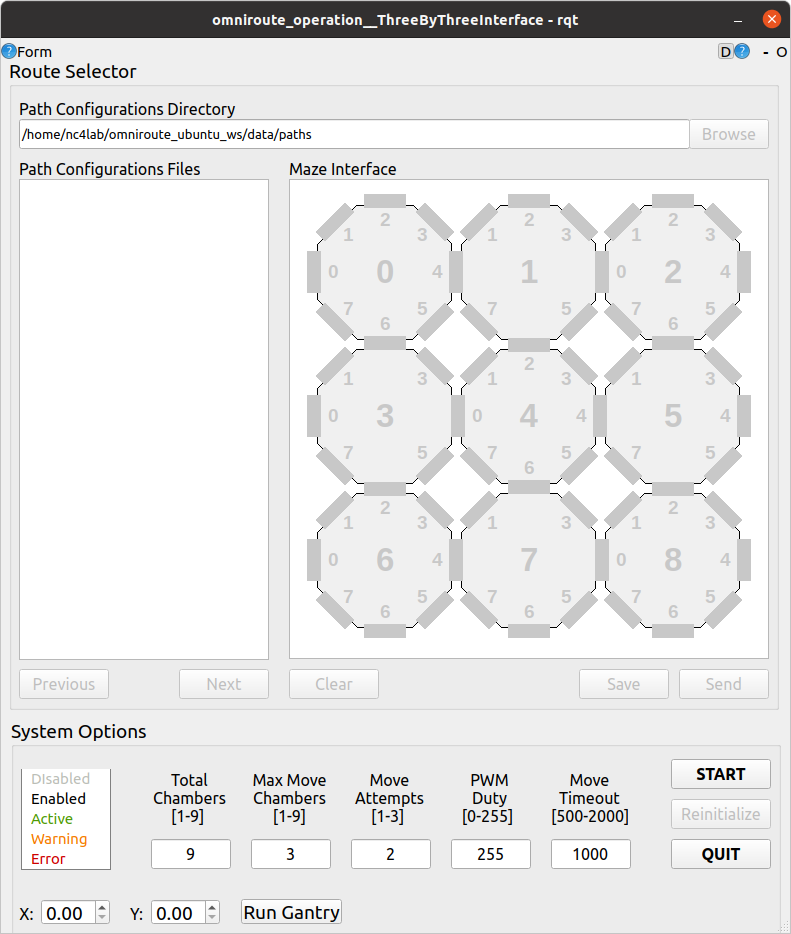 omniroute_operation__ThreeByThreeInterface - rqt
?Form D? - O
Route Selector
Path Configurations Directory
/home/nc4lab/omniroute_ubuntu_ws/data/paths Browse
Path Configurations Files Maze Interface
2 2 2
1 3 1 3 1 3
0 0 4 1 0 2 4
7 5 7 5 7 5
6 6
2
1 3 1 3 1 3
0 3 0 4 4 5 4
7 5 7 5 7 5
6
2 2
1 3 1 3 1 3
0 6 4 7 0 8 4
7 5 7 5 7 5
6 6 6
Previous Next Clear Save Send
System Options
DIsabled
Enabled
Active
Warning
Error
Total
Chambers
[1-9]
9
Max Move
Chambers
[1-9]
3
Move
Attempts
[1-3]
2
PWM
Duty
[0-255]
255
Move
Timeout
[500-2000]
1000
START
Reinitialize
QUIT
X: 0.00 Y: 0.00 Run Gantry